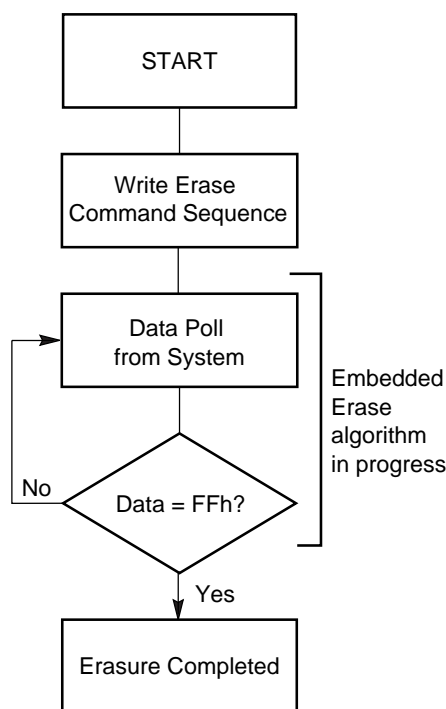 START
Write Erase
Command Sequence
Data Poll
from System
Embedded
Erase
algorithm
in progress
No
Data = FFh?
Yes
Erasure Completed